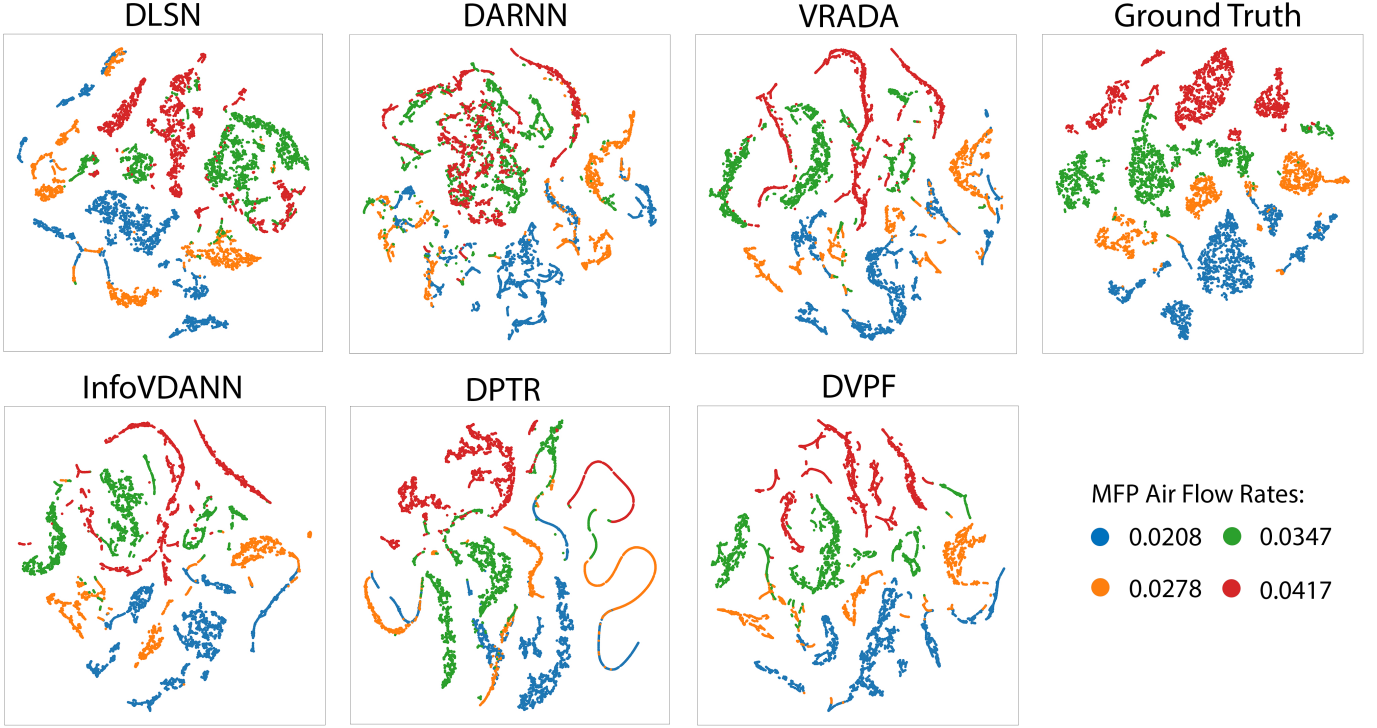 DLSN
DARNN
VRADA
Ground Truth
InfoVDANN
DPTR
DVPF
MFP Air Flow Rates:
0.0208
0.0347
0.0278
0.0417